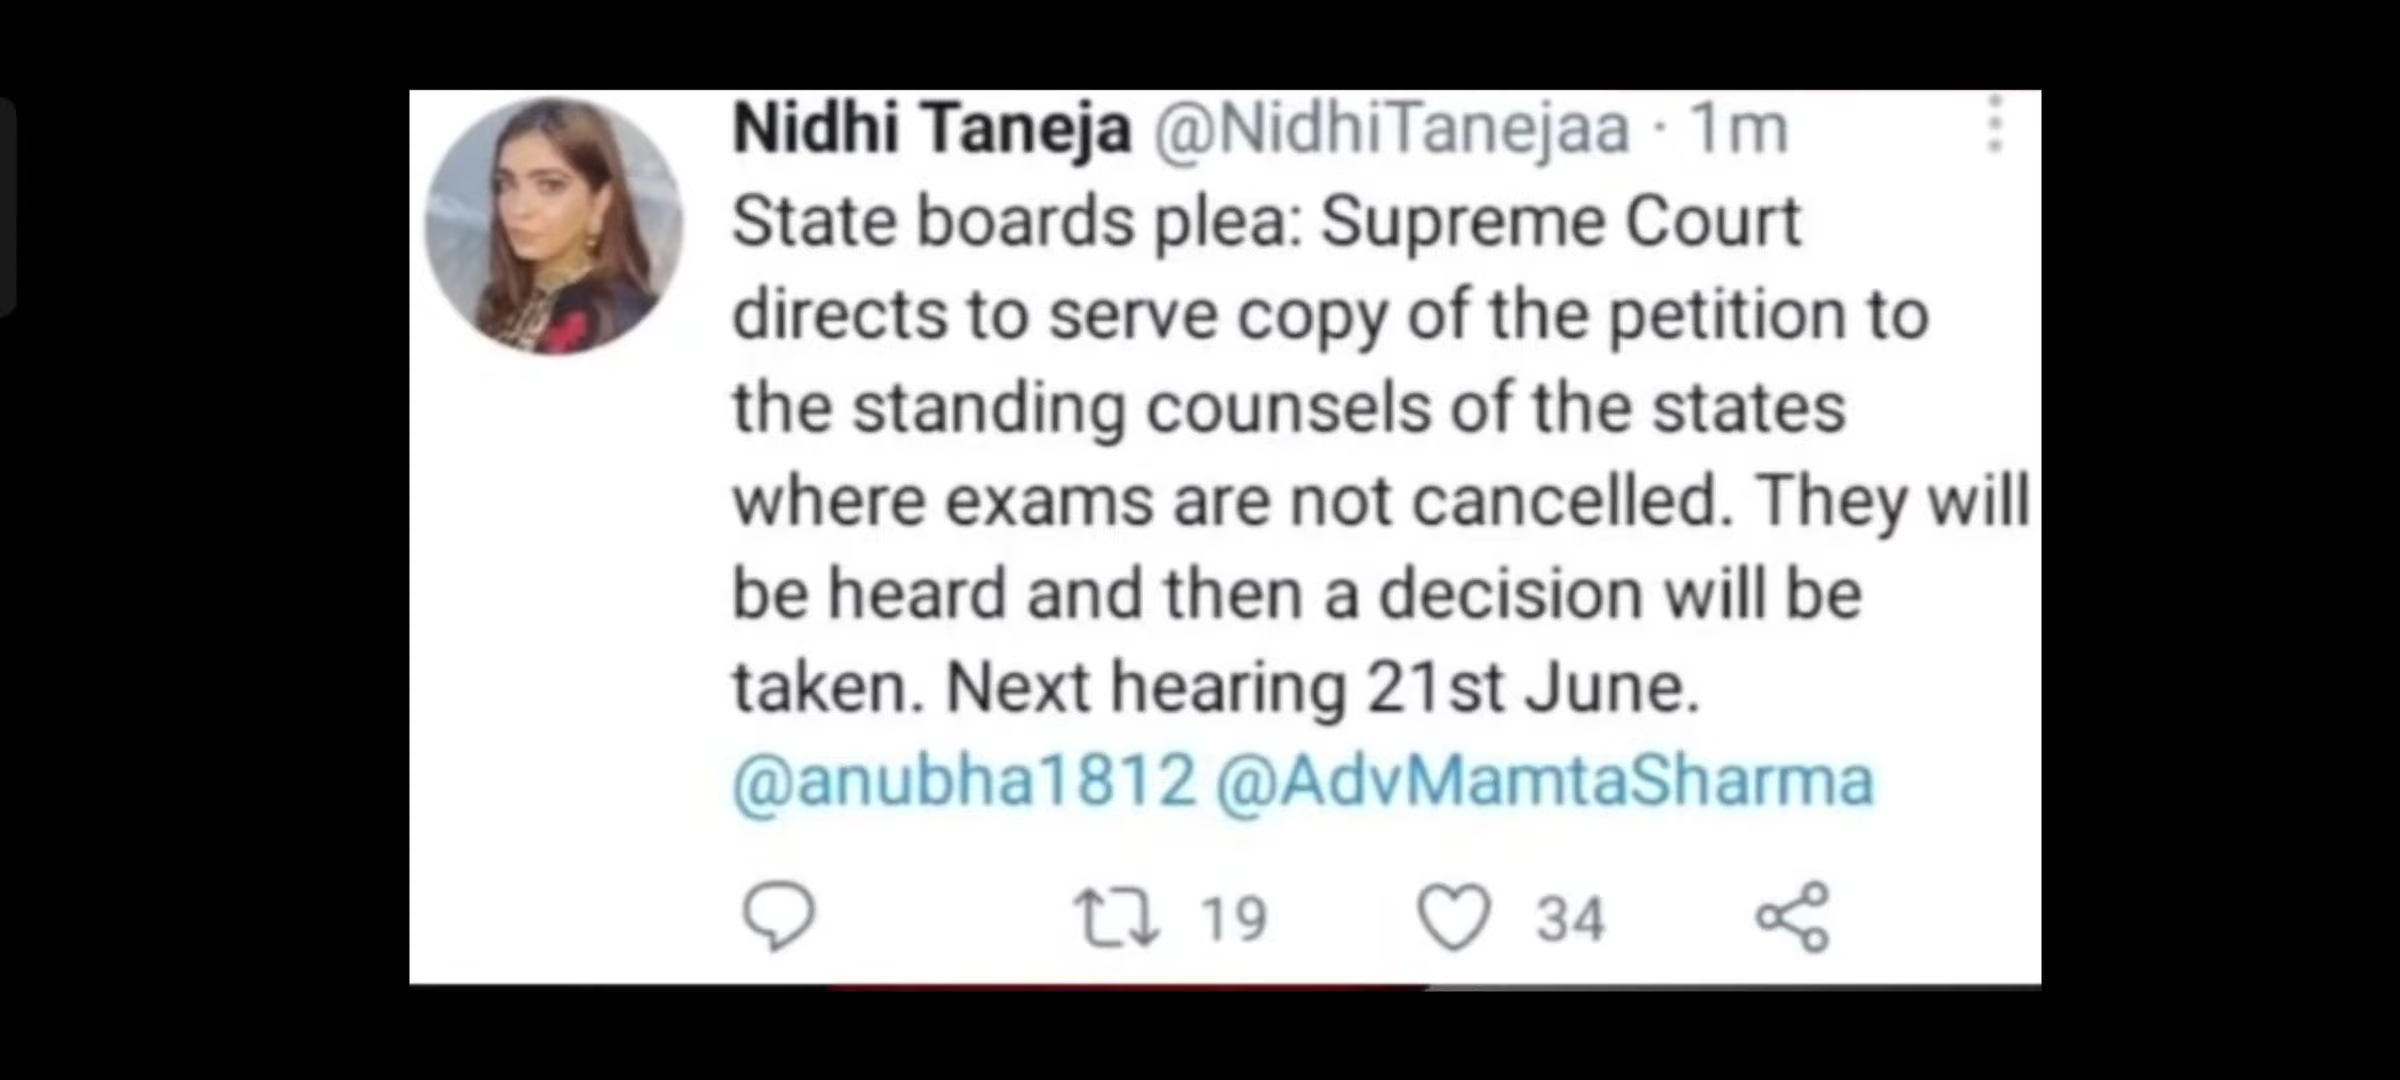 Nidhi Taneja @NidhiTanejaa · 1m
State boards plea: Supreme Court
directs to serve copy of the petition to
the standing counsels of the states
where exams are not cancelled. They will
be heard and then a decision will be
taken. Next hearing 21st June.
@anubha1812 @AdvMamtaSharma
19 34